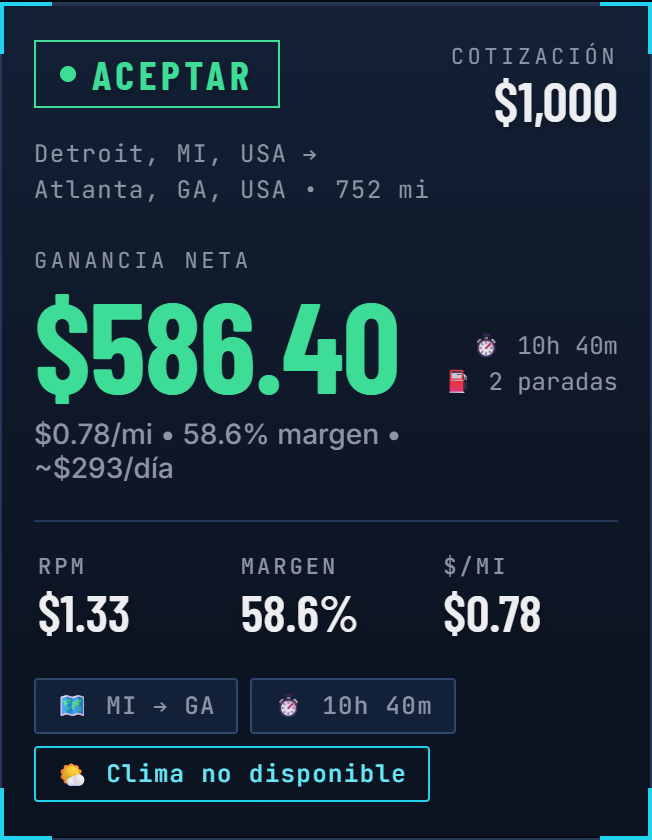 ACEPTAR
COTIZACIÓN
$1,000
Detroit, MI, USA →
Atlanta, GA, USA • 752 mi
GANANCIA NETA
$586.40
⏱ 10h 40m
⛽ 2 paradas
$0.78/mi • 58.6% margen •
~$293/día
RPM
MARGEN
$/MI
$1.33
58.6%
$0.78
🗺 MI → GA
⏱ 10h 40m
🌤 Clima no disponible